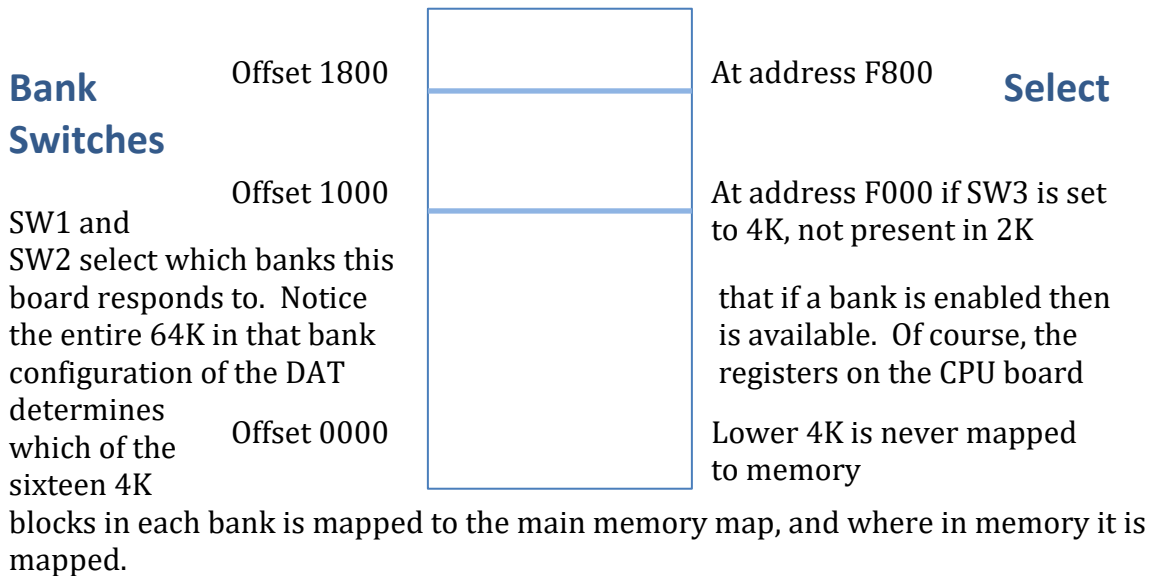 Offset 1800
At address F800
Bank Select
Switches
Offset 1000
At address F000 if SW3 is set
to 4K, not present in 2K
SW1 and
SW2 select which banks this
board responds to. Notice that if a bank is enabled then
the entire 64K in that bank is available. Of course, the
configuration of the DAT registers on the CPU board
determines
which of the
sixteen 4K
Offset 0000
Lower 4K is never mapped
to memory
blocks in each bank is mapped to the main memory map, and where in memory it is
mapped.